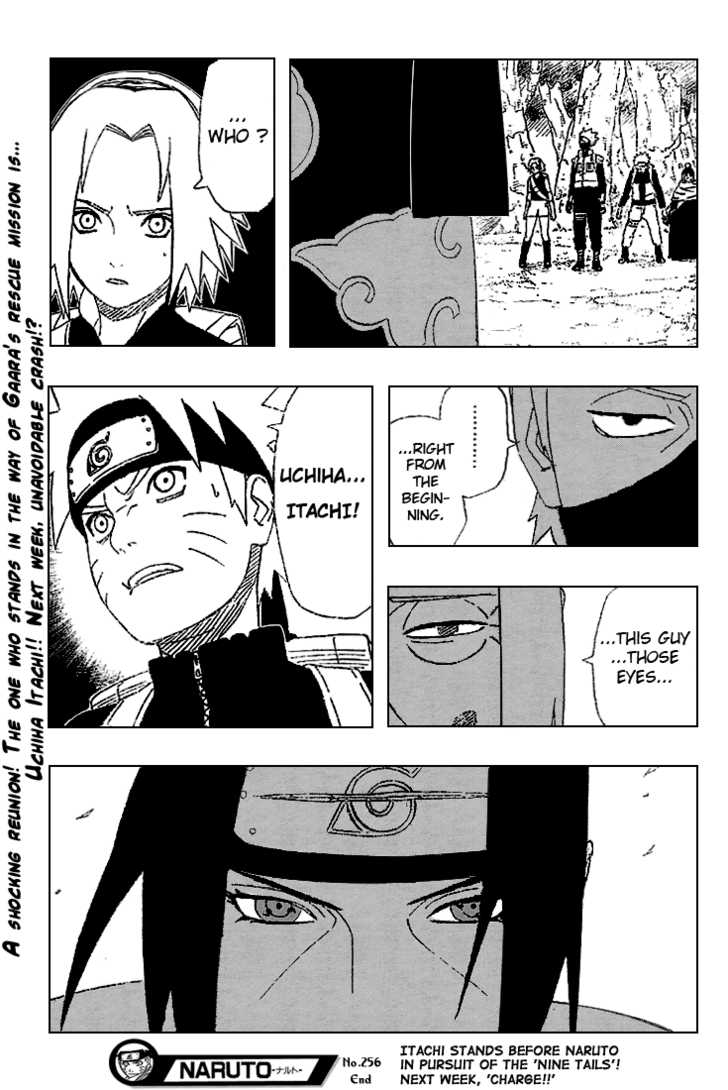 ...
WHO ?
...RIGHT
FROM
THE
BEGIN-
NING.
UCHIHA...
ITACHI!
...THIS GUY
...THOSE
EYES...
A SHOCKING REUNION! THE ONE WHO STANDS IN THE WAY OF GAARA'S RESCUE MISSION IS...
UCHIHA ITACHI!! NEXT WEEK, UNAVOIDABLE CRASH!?
NARUTO-ナルト-
No.256
End
ITACHI STANDS BEFORE NARUTO
IN PURSUIT OF THE 'NINE TAILS'!
NEXT WEEK, 'CHARGE!!'